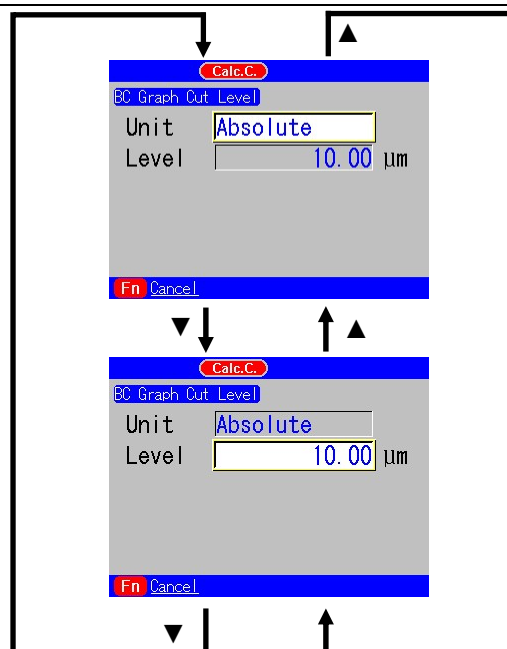 ▲
Calc.C.
BC Graph Cut Level
Unit Absolute
Level 10.00 μm
Fn Cancel
▼ ▲
Calc.C.
BC Graph Cut Level
Unit Absolute
Level 10.00 μm
Fn Cancel
▼ ▲